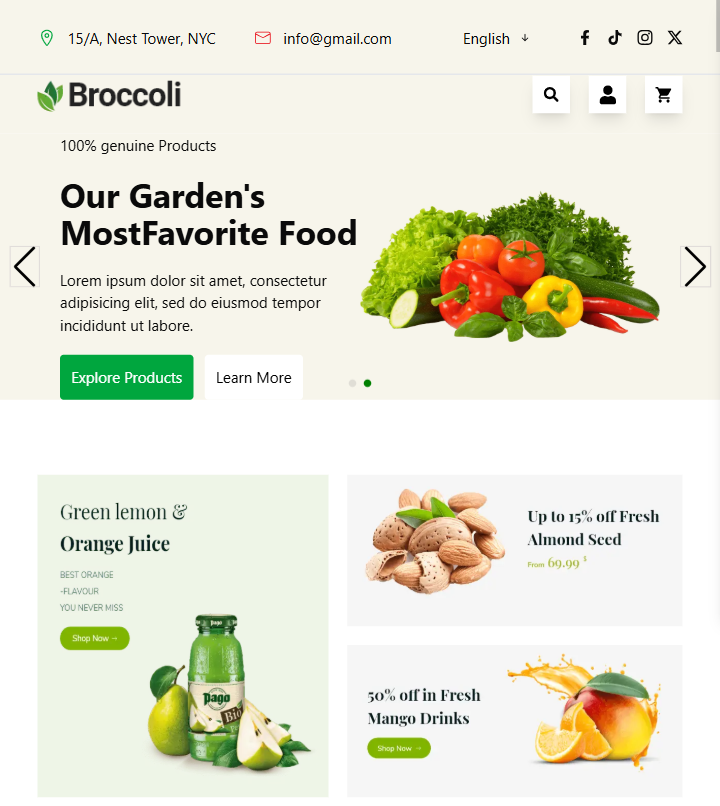 15/A, Nest Tower, NYC
info@gmail.com
English
Broccoli
100% genuine Products
Our Garden's
MostFavorite Food
Lorem ipsum dolor sit amet, consectetur
adipisicing elit, sed do eiusmod tempor
incididunt ut labore.
Explore Products
Learn More
Green lemon &
Orange Juice
BEST ORANGE
-FLAVOUR
YOU NEVER MISS
Shop Now →
pago
Bio
Up to 15% off Fresh
Almond Seed
From 69.99 $
50% off in Fresh
Mango Drinks
Shop Now →